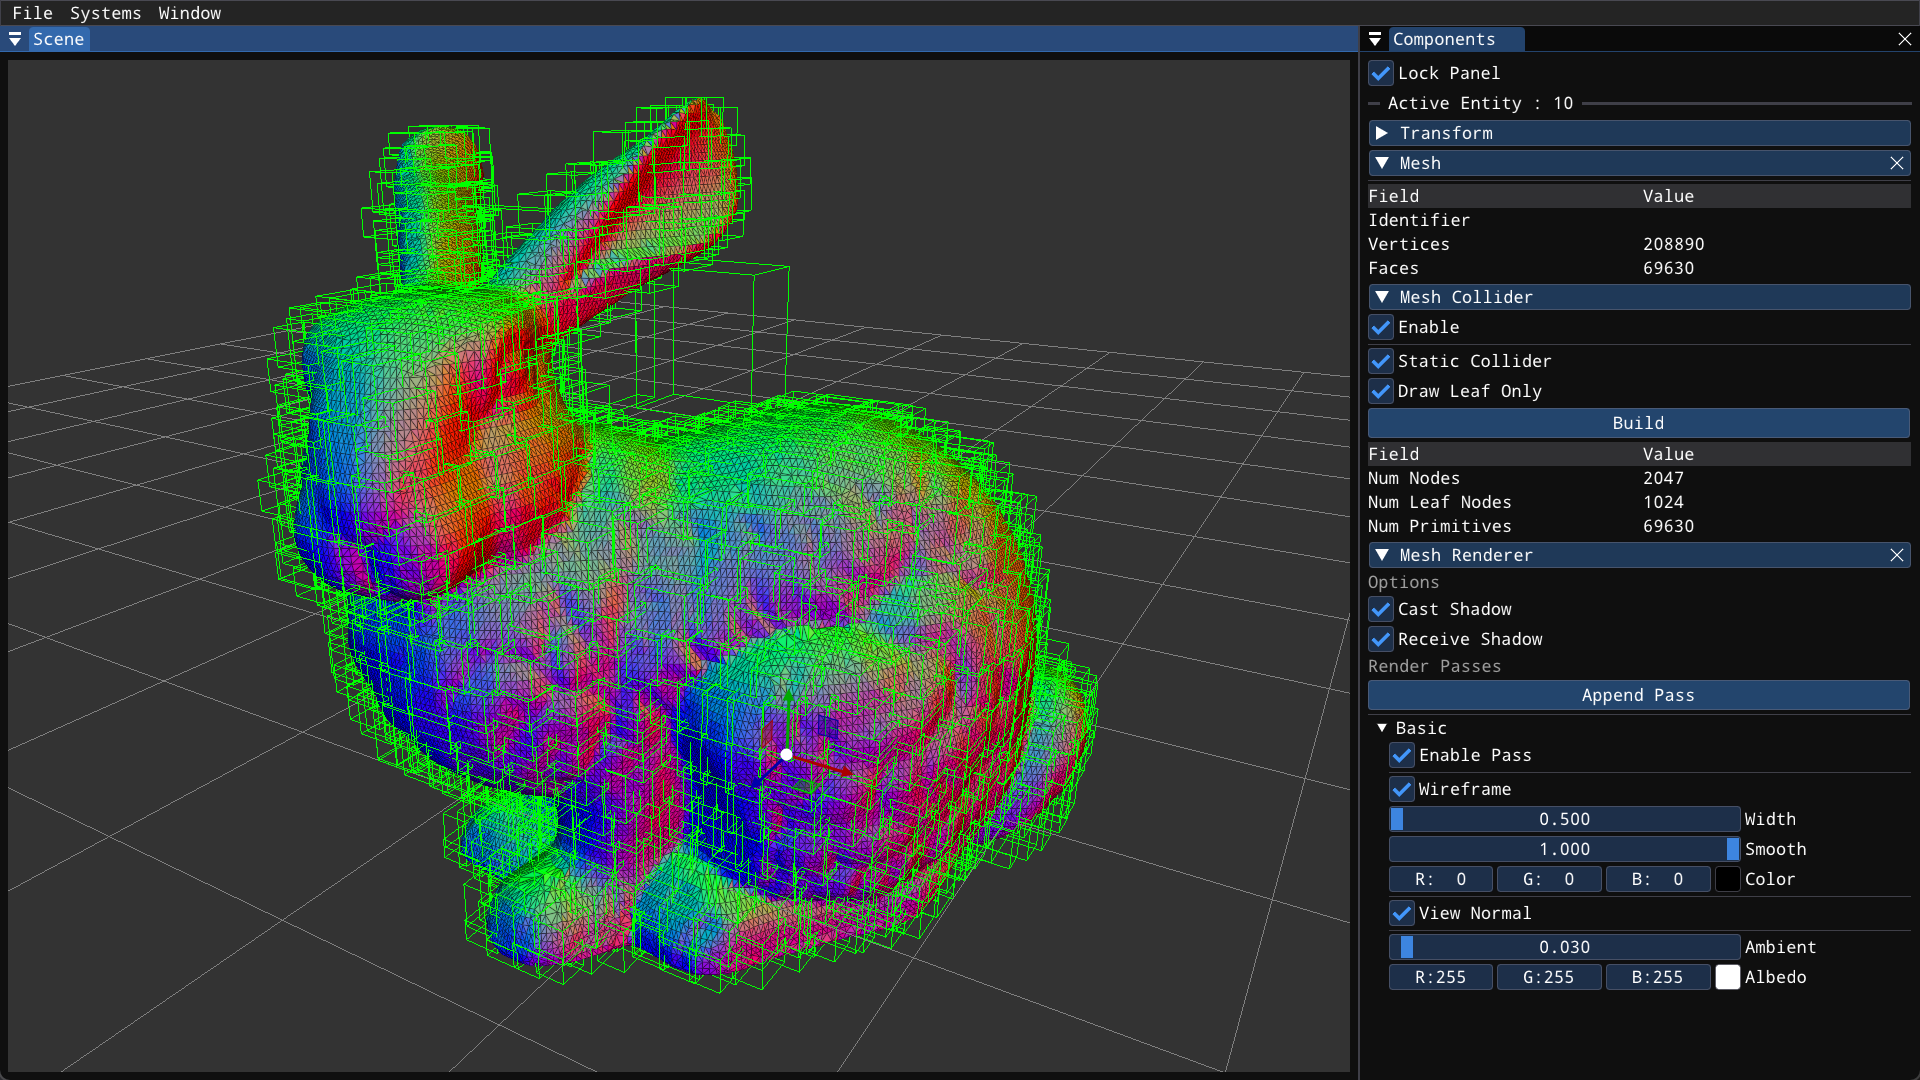 File Systems Window
Scene
Components
Lock Panel
Active Entity : 10
Transform
Mesh
Field Value
Identifier
Vertices 208890
Faces 69630
Mesh Collider
Enable
Static Collider
Draw Leaf Only
Build
Field Value
Num Nodes 2047
Num Leaf Nodes 1024
Num Primitives 69630
Mesh Renderer
Options
Cast Shadow
Receive Shadow
Render Passes
Append Pass
Basic
Enable Pass
Wireframe
0.500 Width
1.000 Smooth
R: 0 G: 0 B: 0 Color
View Normal
0.030 Ambient
R:255 G:255 B:255 Albedo